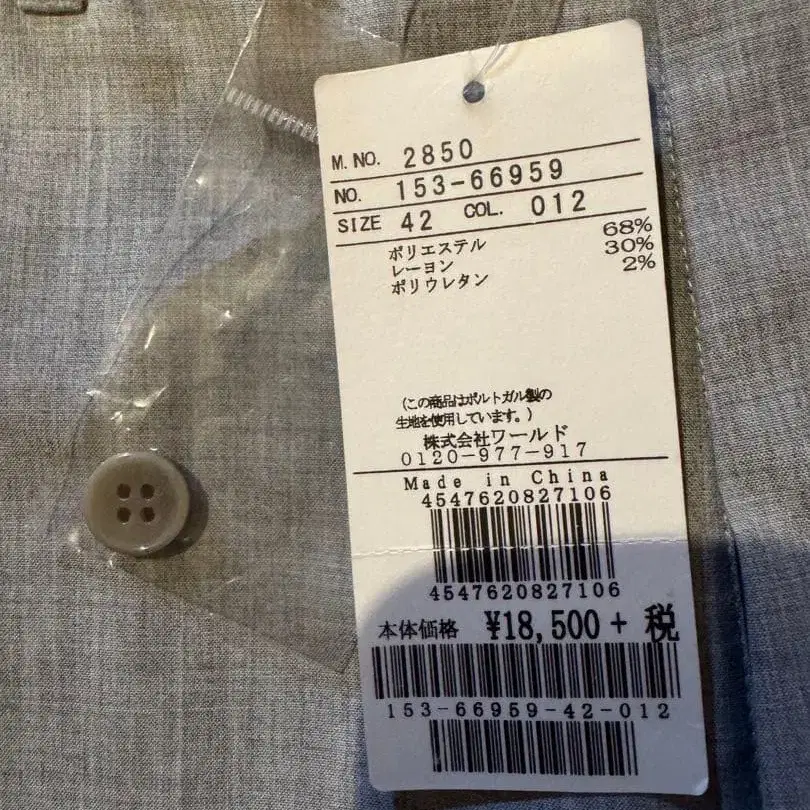 M. NO. 2850
NO. 153-66959
SIZE 42 COL. 012
ポリエステル 68%
レーヨン 30%
ポリウレタン 2%
(この商品はポルトガル製の
生地を使用しています。)
株式会社ワールド
0120-977-917
Made in China
4547620827106
4547620827106
本体価格 ¥18,500 + 税
153-66959-42-012